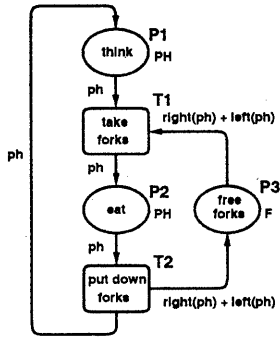 P1
think
PH
ph
T1
right(ph) + left(ph)
take
forks
ph
ph
P2
P3
eat
PH
free
forks
F
ph
T2
put down
forks
right(ph) + left(ph)